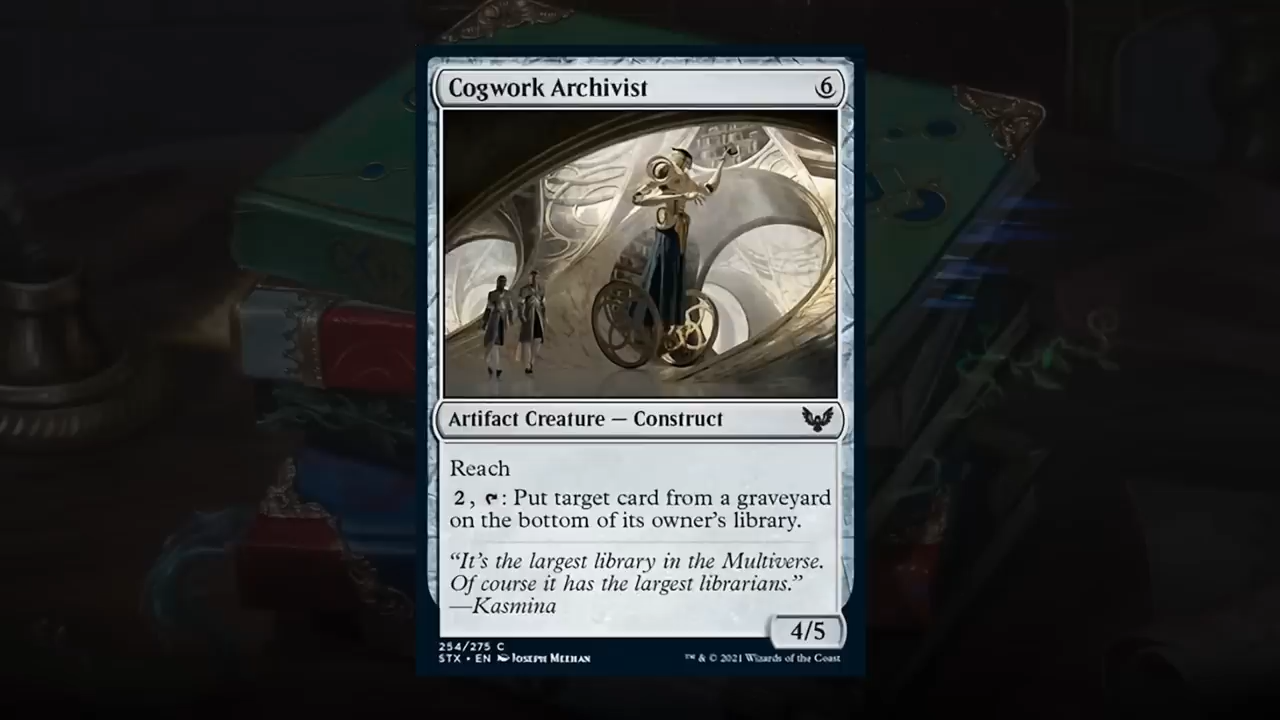 Cogwork Archivist 6
Artifact Creature — Construct
Reach
2, : Put target card from a graveyard
on the bottom of its owner's library.
"It's the largest library in the Multiverse.
Of course it has the largest librarians."
—Kasmina
4/5
254/275 C
STX • EN Joseph Meehan
™ & © 2021 Wizards of the Coast